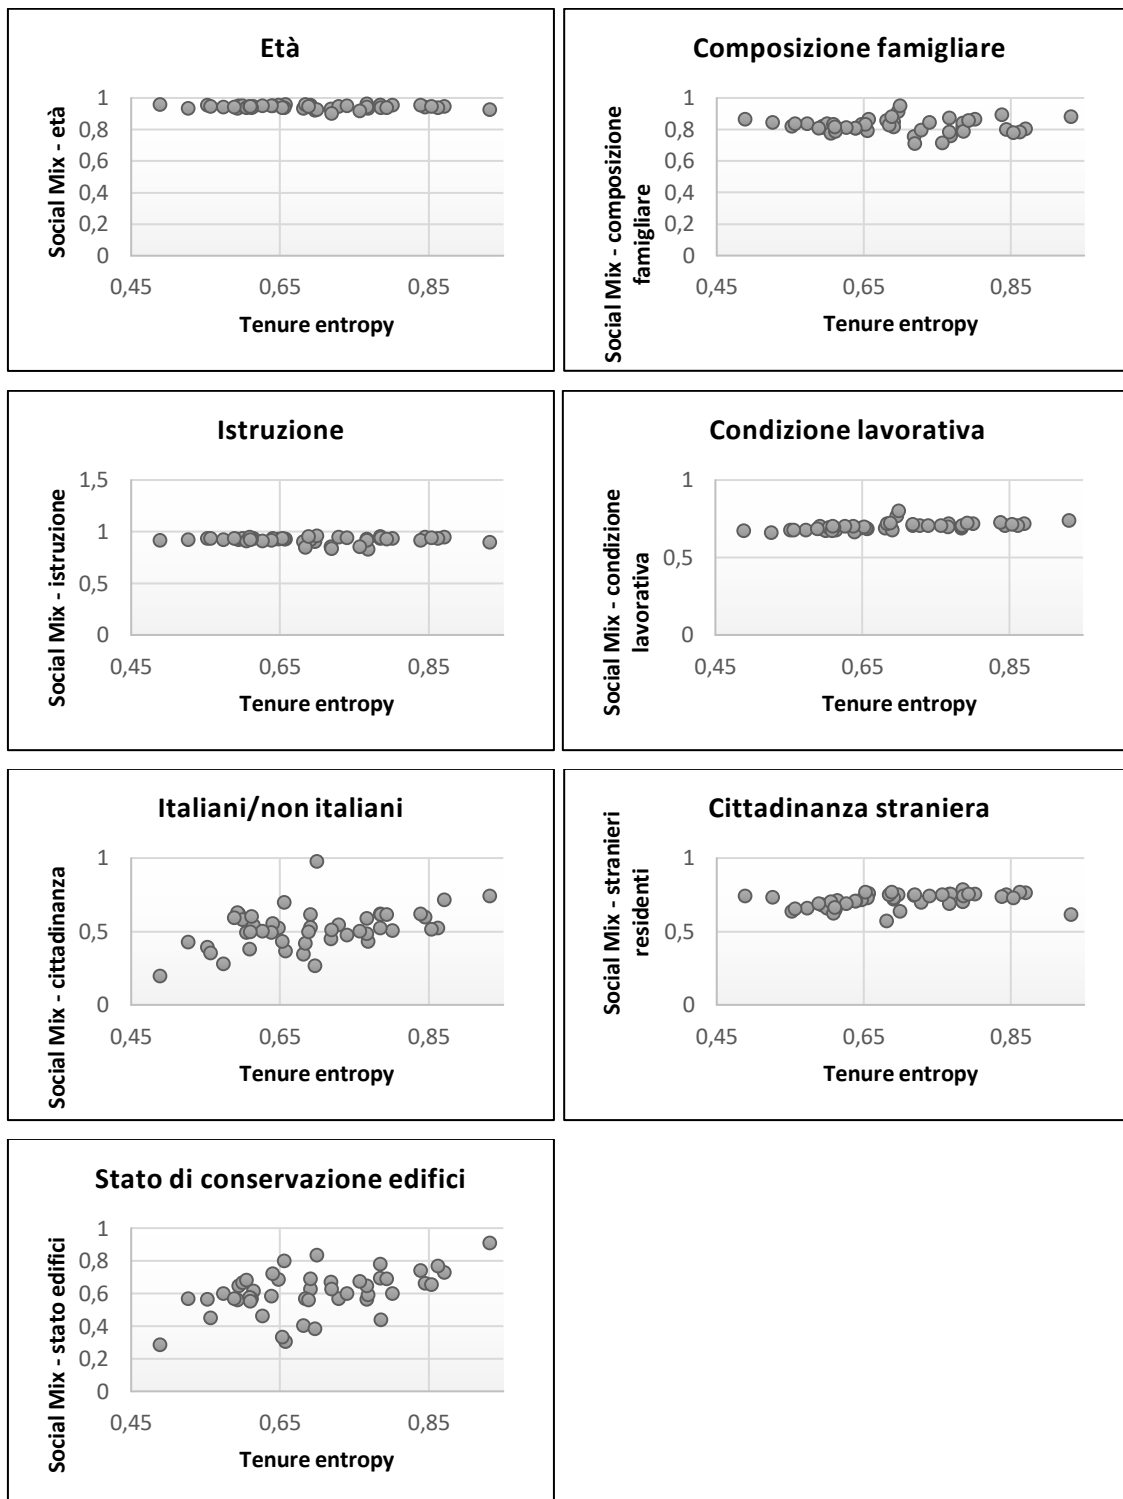 Età
Social Mix - età
1
0,8
0,6
0,4
0,2
0
0,45 0,65 0,85
Tenure entropy
Composizione famigliare
Social Mix - composizione
famigliare
1
0,8
0,6
0,4
0,2
0
0,45 0,65 0,85
Tenure entropy
Istruzione
Social Mix - istruzione
1,5
1
0,5
0
0,45 0,65 0,85
Tenure entropy
Condizione lavorativa
Social Mix - condizione
lavorativa
1
0,5
0
0,45 0,65 0,85
Tenure entropy
Italiani/non italiani
Social Mix - cittadinanza
1
0,5
0
0,45 0,65 0,85
Tenure entropy
Cittadinanza straniera
Social Mix - stranieri
residenti
1
0,5
0
0,45 0,65 0,85
Tenure entropy
Stato di conservazione edifici
Social Mix - stato edifici
1
0,8
0,6
0,4
0,2
0
0,45 0,65 0,85
Tenure entropy